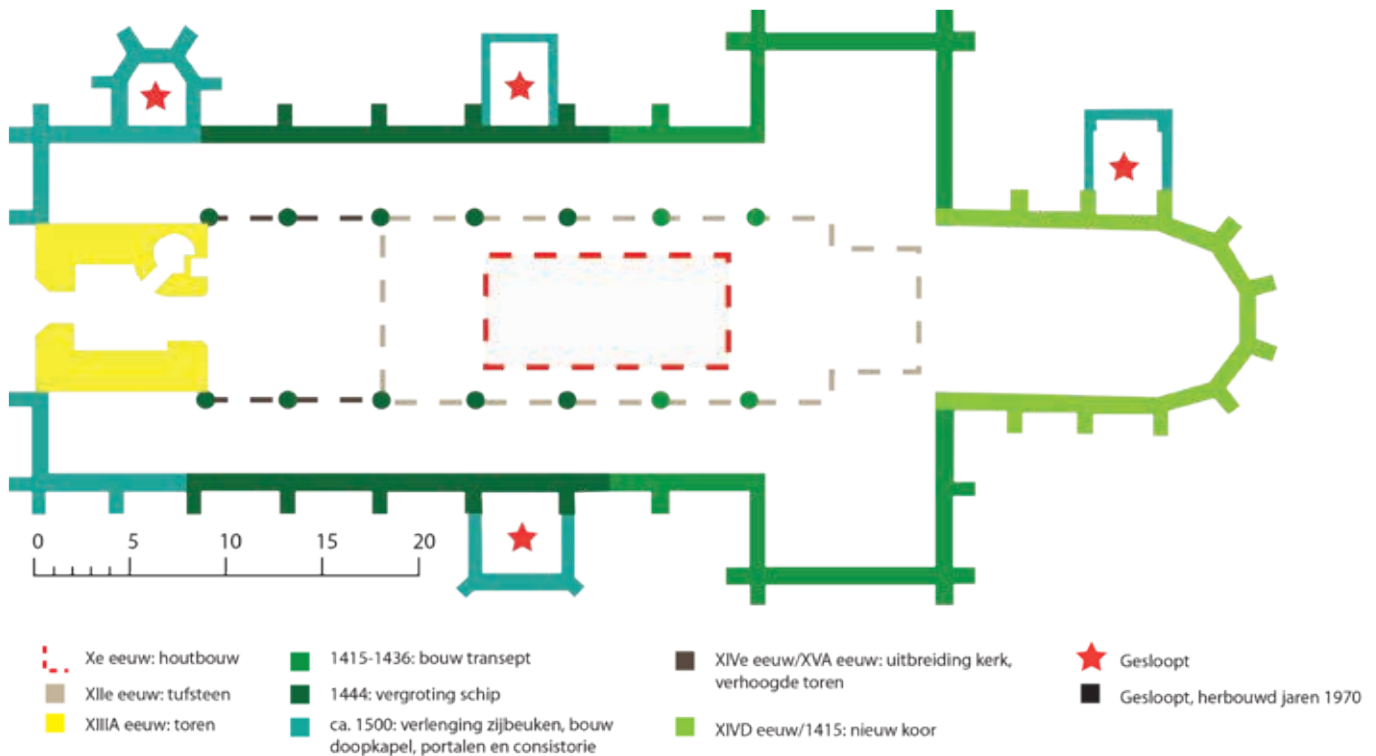 0 5 10 15 20
Xe eeuw: houtbouw
XIIe eeuw: tufsteen
XIIIA eeuw: toren
1415-1436: bouw transept
1444: vergroting schip
ca. 1500: verlenging zijbeuken, bouw
doopkapel, portalen en consistorie
XIVe eeuw/XVA eeuw: uitbreiding kerk,
verhoogde toren
XIVD eeuw/1415: nieuw koor
Gesloopt
Gesloopt, herbouwd jaren 1970